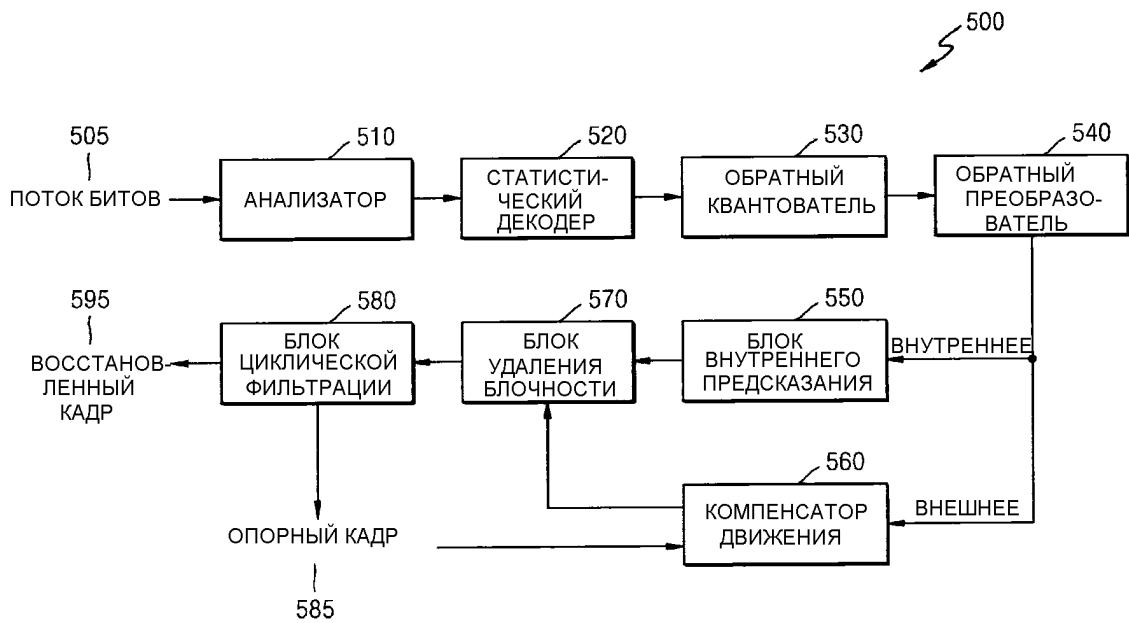 500
505
510
520
530
540
ПОТОК БИТОВ
АНАЛИЗАТОР
СТАТИСТИ-
ЧЕСКИЙ
ДЕКОДЕР
ОБРАТНЫЙ
КВАНТОВАТЕЛЬ
ОБРАТНЫЙ
ПРЕОБРАЗО-
ВАТЕЛЬ
595
580
570
550
ВОССТАНОВ-
ЛЕННЫЙ
КАДР
БЛОК
ЦИКЛИЧЕСКОЙ
ФИЛЬТРАЦИИ
БЛОК
УДАЛЕНИЯ
БЛОЧНОСТИ
БЛОК
ВНУТРЕННЕГО
ПРЕДСКАЗАНИЯ
ВНУТРЕННЕЕ
560
ОПОРНЫЙ КАДР
КОМПЕНСАТОР
ДВИЖЕНИЯ
ВНЕШНЕЕ
585